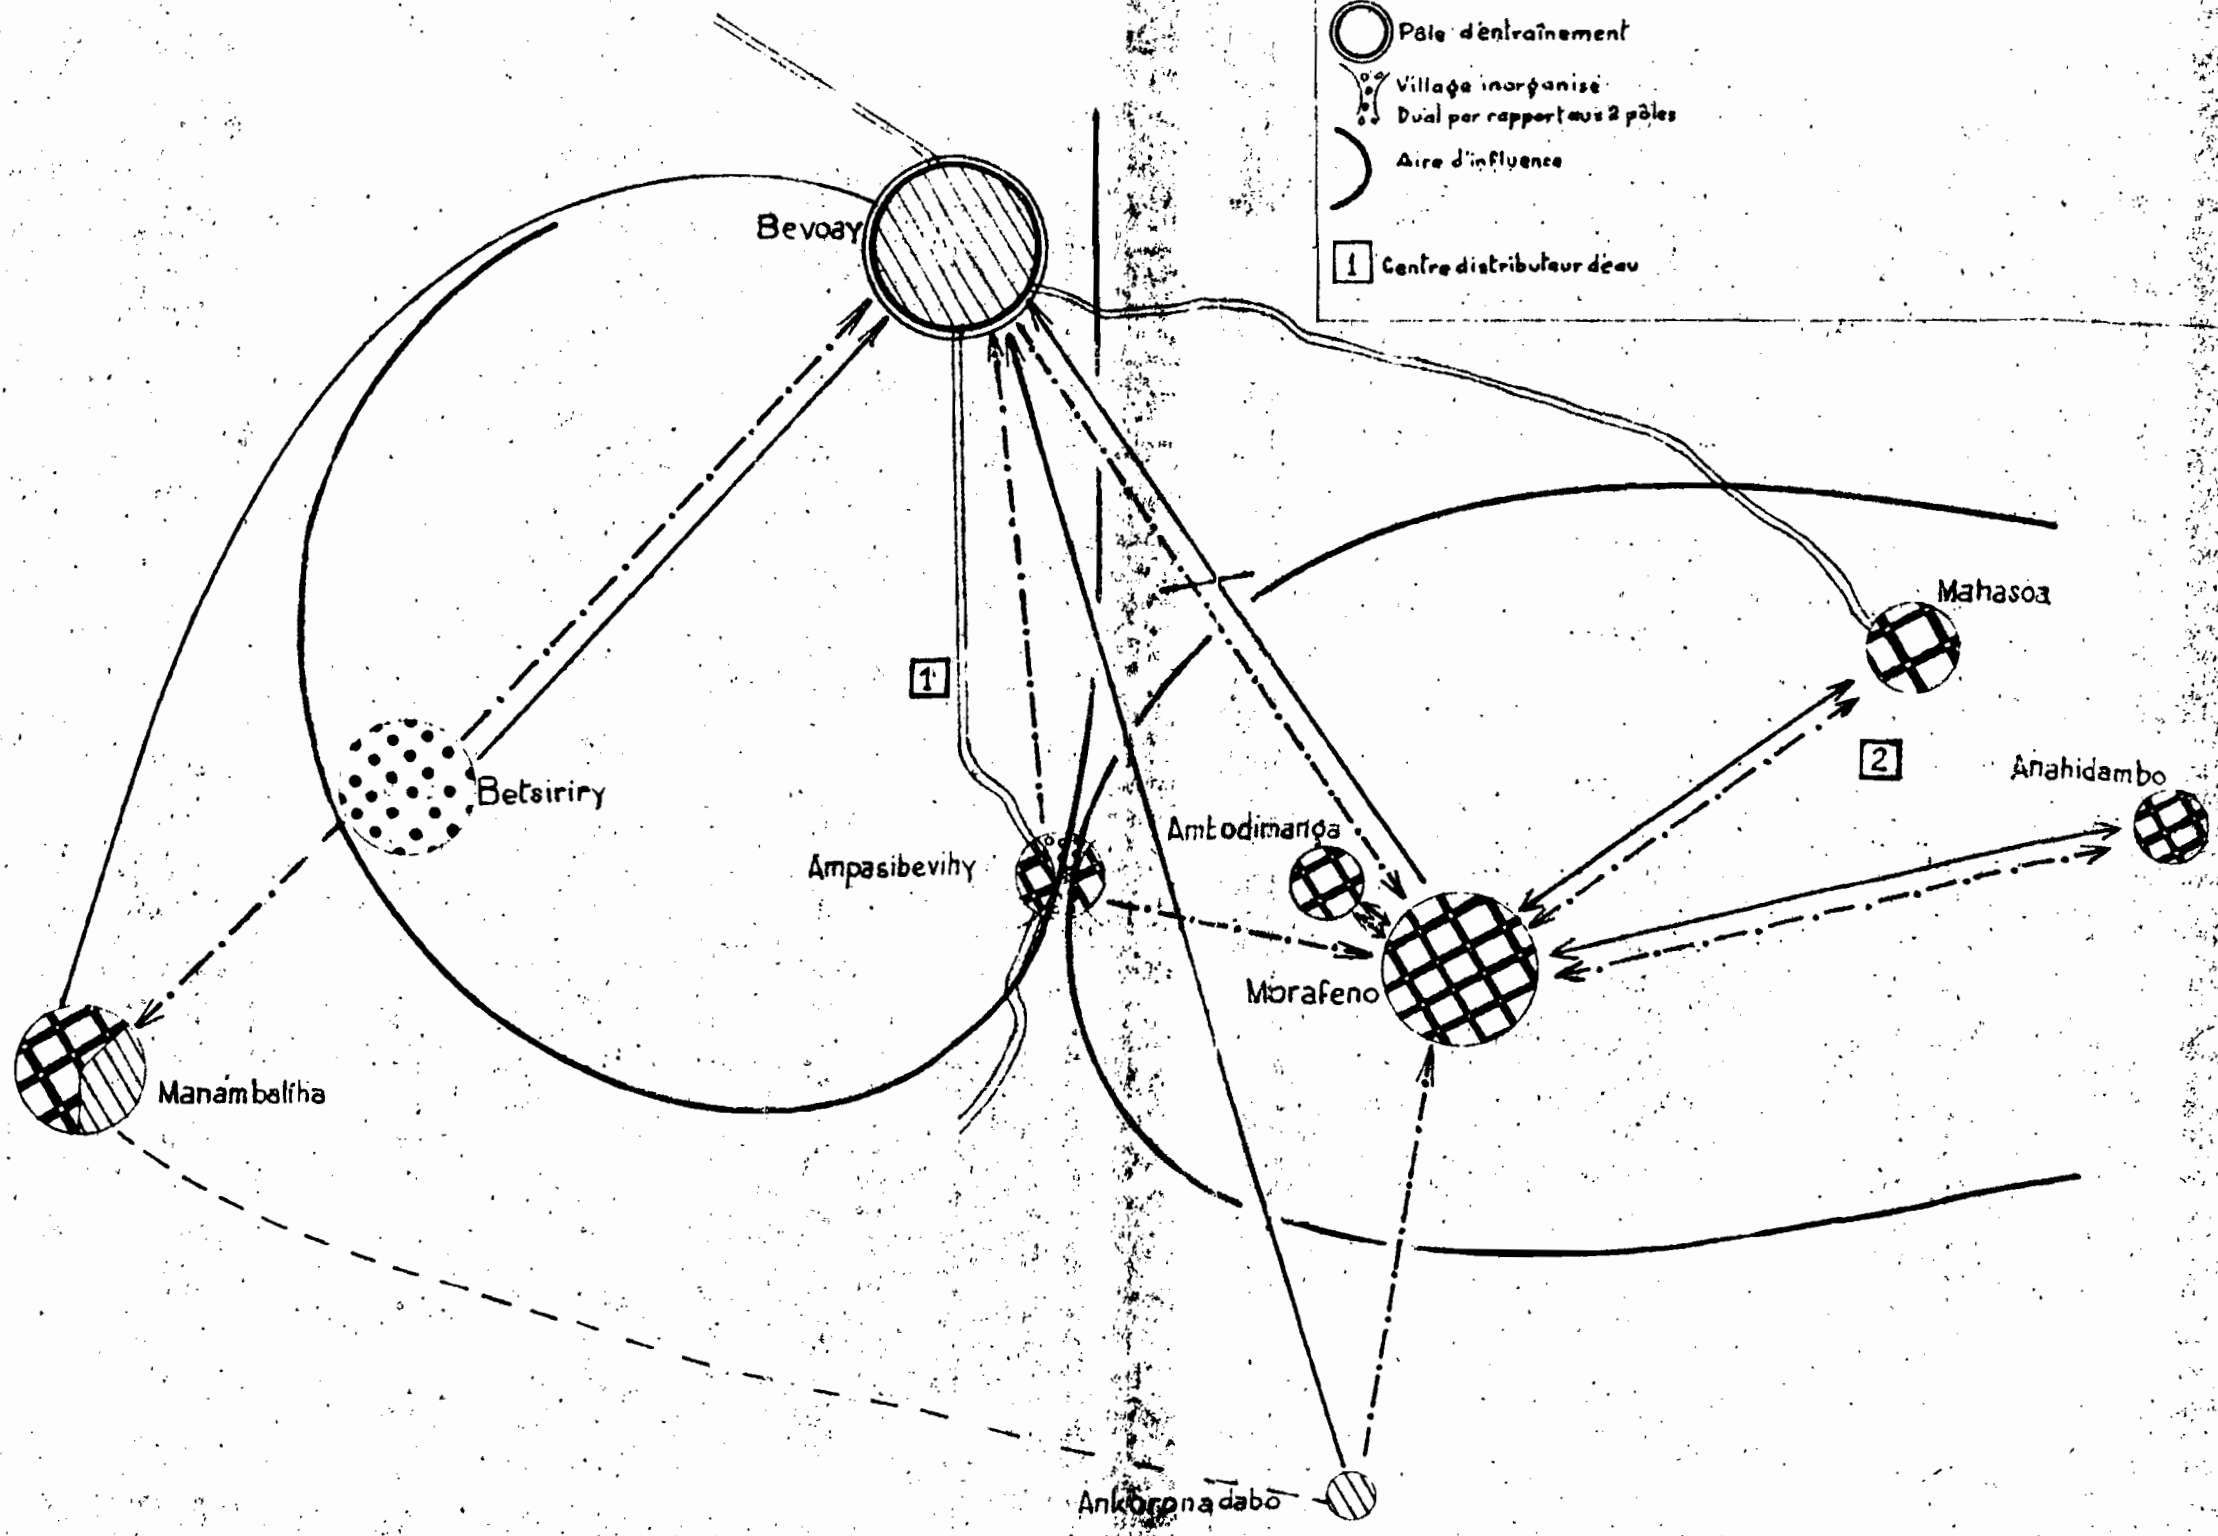 Pôle d'entraînement
Village inorganisé
Dual par rapport aux 2 pôles
Aire d'influence
1 Centre distributeur d'eau
Bevoay
Mahasoa
1
2
Anahidambo
Betsiriry
Ambodimanga
Ampasibevihy
Morafeno
Manambaliha
Ankoronadabo